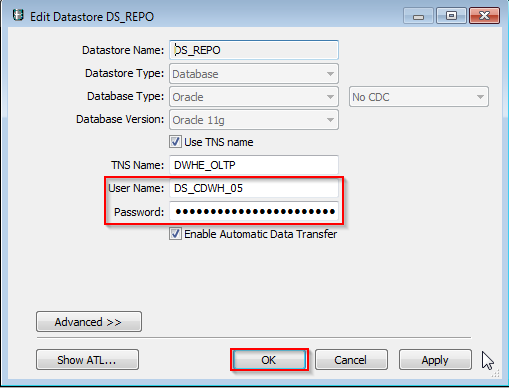 Edit Datastore DS_REPO
Datastore Name: DS_REPO
Datastore Type: Database
Database Type: Oracle No CDC
Database Version: Oracle 11g
Use TNS name
TNS Name: DWHE_OLTP
User Name: DS_CDWH_05
Password: ●●●●●●●●●●●●●●●●●●●●●●●
Enable Automatic Data Transfer
Advanced >>
Show ATL... OK Cancel Apply